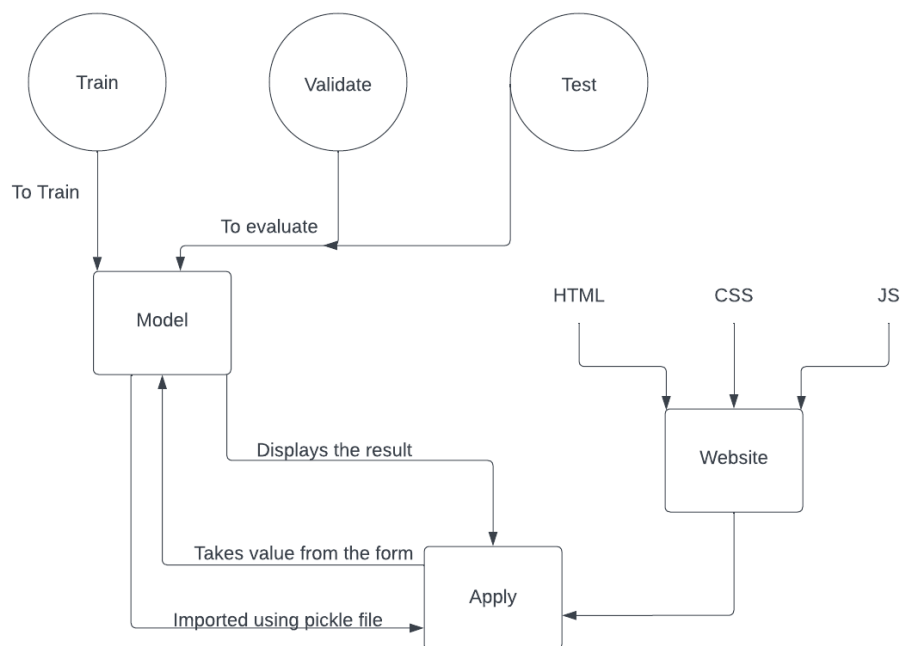 Train
Validate
Test
To Train
To evaluate
HTML
CSS
JS
Model
Displays the result
Website
Takes value from the form
Apply
Imported using pickle file